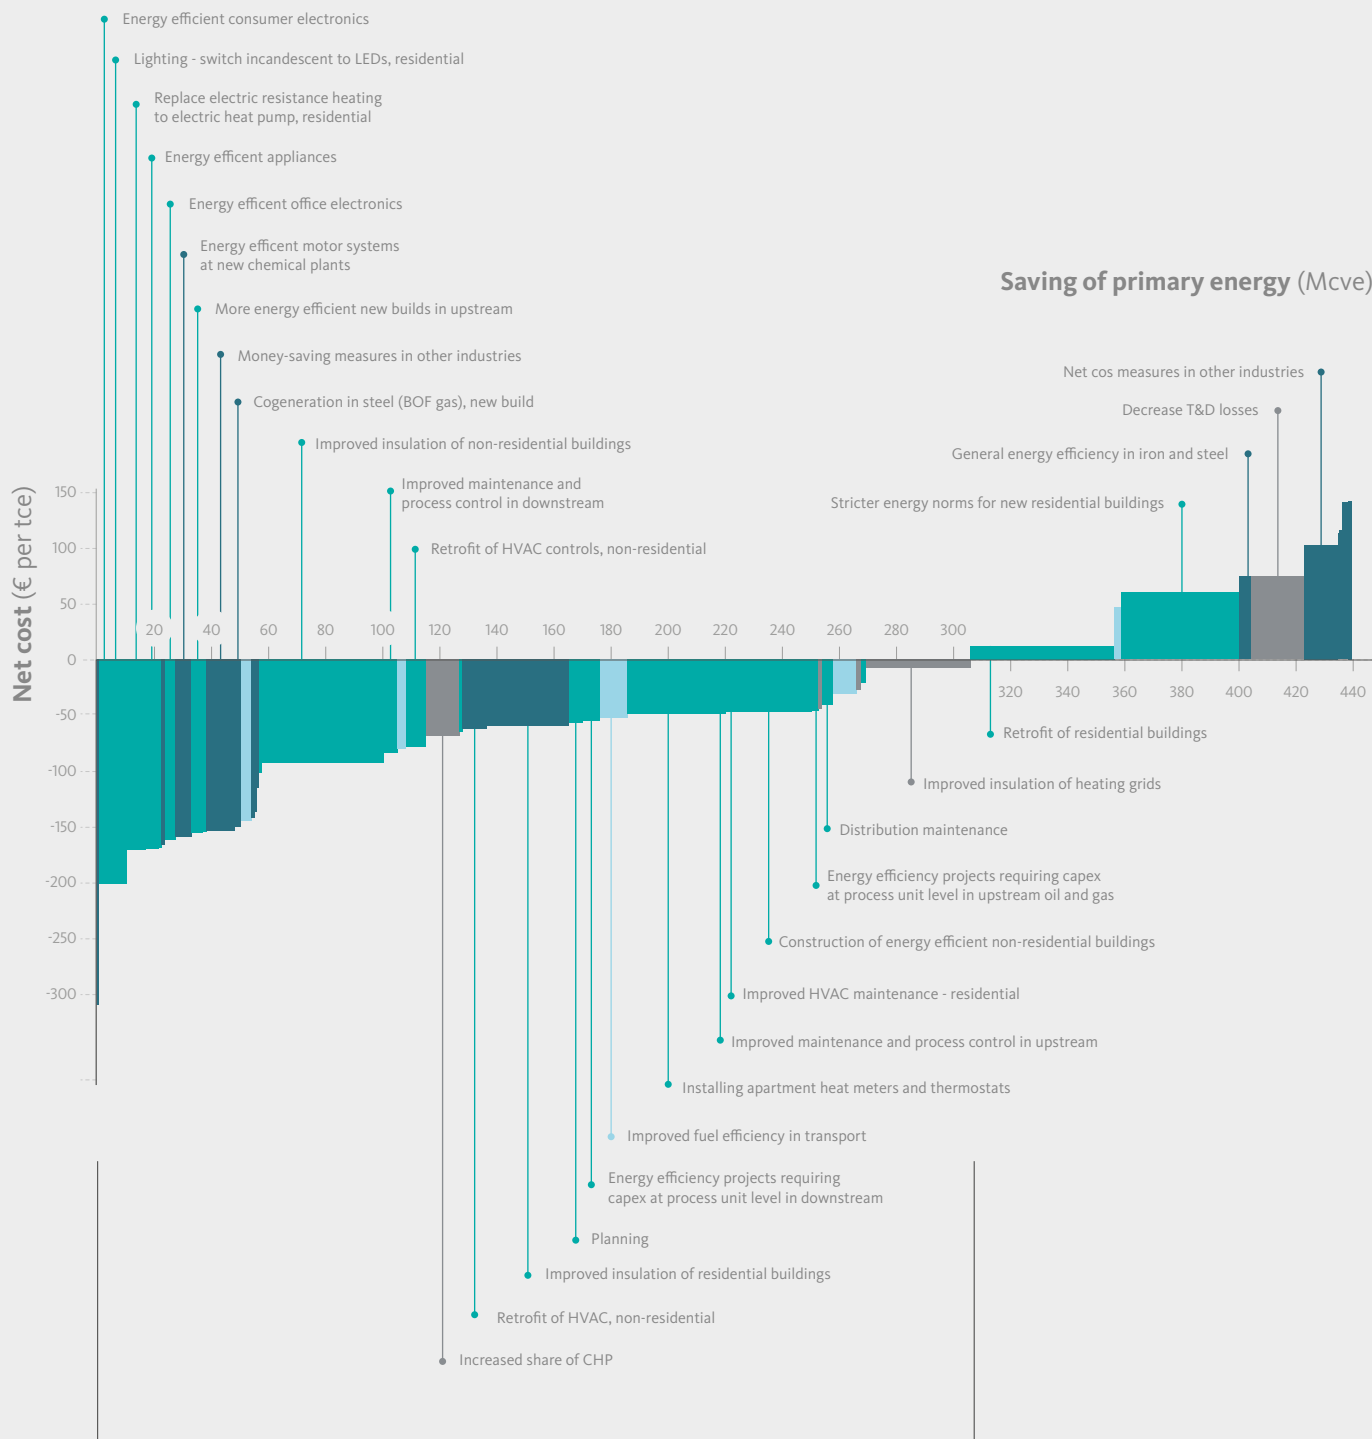 Energy efficient consumer electronics
Lighting - switch incandescent to LEDs, residential
Replace electric resistance heating
to electric heat pump, residential
Energy efficent appliances
Energy efficent office electronics
Energy efficent motor systems
at new chemical plants
More energy efficient new builds in upstream
Money-saving measures in other industries
Cogeneration in steel (BOF gas), new build
Improved insulation of non-residential buildings
Improved maintenance and
process control in downstream
Retrofit of HVAC controls, non-residential
Saving of primary energy (Mcve)
Net cos measures in other industries
Decrease T&D losses
General energy efficiency in iron and steel
Stricter energy norms for new residential buildings
Net cost (€ per tce)
150
100
50
0
-50
-100
-150
-200
-250
-300
20 40 60 80 100 120 140 160 180 200 220 240 260 280 300
320 340 360 380 400 420 440
Retrofit of residential buildings
Improved insulation of heating grids
Distribution maintenance
Energy efficiency projects requiring capex
at process unit level in upstream oil and gas
Construction of energy efficient non-residential buildings
Improved HVAC maintenance - residential
Improved maintenance and process control in upstream
Installing apartment heat meters and thermostats
Improved fuel efficiency in transport
Energy efficiency projects requiring
capex at process unit level in downstream
Planning
Improved insulation of residential buildings
Retrofit of HVAC, non-residential
Increased share of CHP